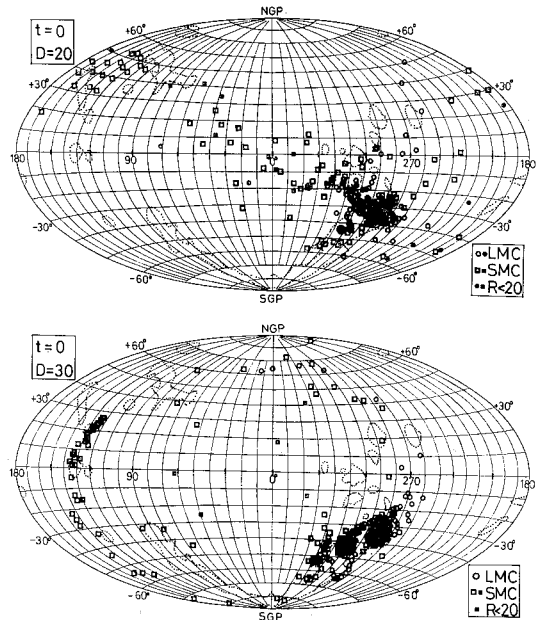 NGP
t=0
D=20
+60°
+60°
+30°
+30°
180
90
0°
270
180
-30°
-30°
-60°
-60°
SGP
LMC
SMC
R<20
NGP
t=0
D=30
+60°
+60°
+30°
+30°
180
90
0°
270
180
-30°
-30°
-60°
-60°
SGP
LMC
SMC
R<20